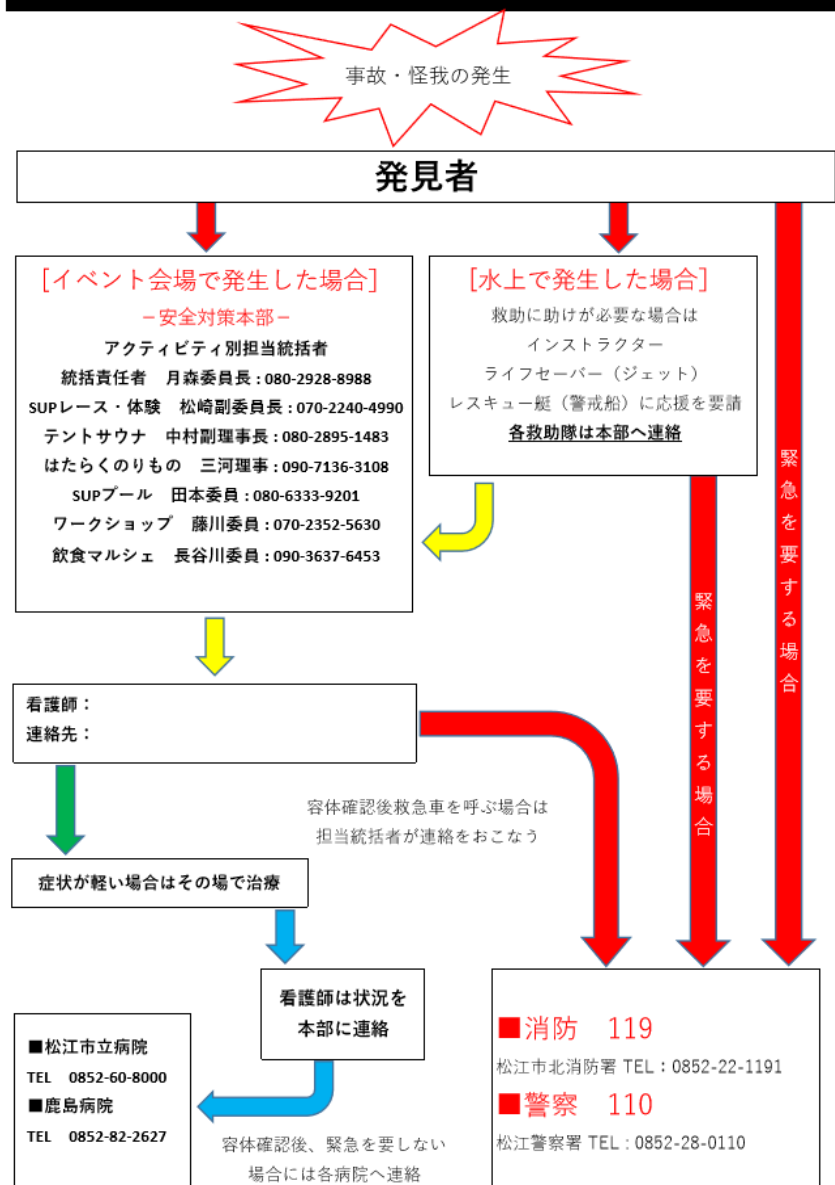 事故・怪我の発生
発見者
［イベント会場で発生した場合］
－安全対策本部－
アクティビティ別担当統括者
統括責任者　月森委員長：080-2928-8988
SUPレース・体験　松崎副委員長：070-2240-4990
テントサウナ　中村副理事長：080-2895-1483
はたらくのりもの　三河理事：090-7136-3108
SUPプール　田本委員：080-6333-9201
ワークショップ　藤川委員：070-2352-5630
飲食マルシェ　長谷川委員：090-3637-6453
［水上で発生した場合］
救助に助けが必要な場合は
インストラクター
ライフセーバー（ジェット）
レスキュー艇（警戒船）に応援を要請
各救助隊は本部へ連絡
緊急を要する場合
緊急を要する場合
看護師：
連絡先：
容体確認後救急車を呼ぶ場合は
担当統括者が連絡をおこなう
症状が軽い場合はその場で治療
看護師は状況を
本部に連絡
■松江市立病院
TEL　0852-60-8000
■鹿島病院
TEL　0852-82-2627
容体確認後、緊急を要しない
場合には各病院へ連絡
■消防　119
松江市北消防署 TEL：0852-22-1191
■警察　110
松江警察署 TEL：0852-28-0110